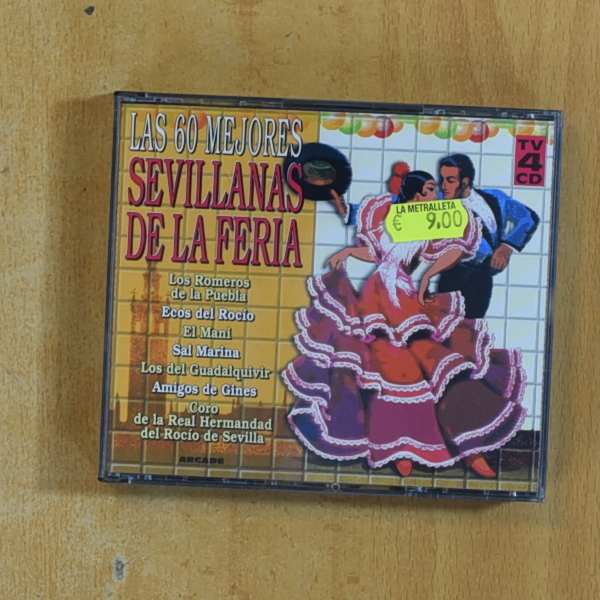 LAS 60 MEJORES
SEVILLANAS
DE LA FERIA
TV
4
CD
LA METRALLETA
€ 9,00
Los Romeros
de la Puebla
Ecos del Rocío
El Mani
Sal Marina
Los del Guadalquivir
Amigos de Gines
Coro
de la Real Hermandad
del Rocío de Sevilla
ARCADE